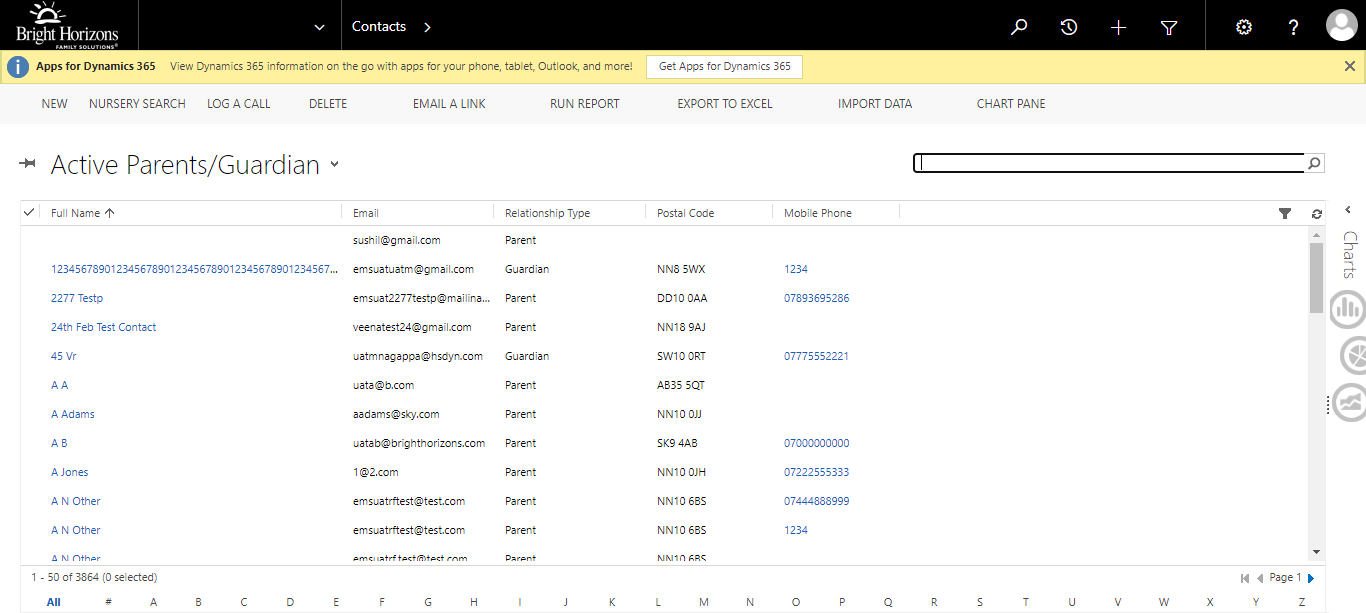 Bright Horizons
FAMILY SOLUTIONS
Contacts
Apps for Dynamics 365 View Dynamics 365 information on the go with apps for your phone, tablet, Outlook, and more! Get Apps for Dynamics 365
NEW NURSERY SEARCH LOG A CALL DELETE EMAIL A LINK RUN REPORT EXPORT TO EXCEL IMPORT DATA CHART PANE
Active Parents/Guardian
Full Name Email Relationship Type Postal Code Mobile Phone
sushil@gmail.com Parent
1234567890123456789012345678901234567890123456789​01234567... emsuatuatm@gmail.com Guardian NN8 5WX 1234
2277 Testp emsuat2277testp@mailina... Parent DD10 0AA 07893695286
24th Feb Test Contact veenatest24@gmail.com Parent NN18 9AJ
45 Vr uatmnagappa@hsdyn.com Guardian SW10 0RT 07775552221
A A uata@b.com Parent AB35 5QT
A Adams aadams@sky.com Parent NN10 0JJ
A B uatab@brighthorizons.com Parent SK9 4AB 07000000000
A Jones 1@2.com Parent NN10 0JH 07222555333
A N Other emsuatrftest@test.com Parent NN10 6BS 07444888999
A N Other emsuatrftest@test.com Parent NN10 6BS 1234
A N Other emsuatrf.test@test.com Parent NN10 6BS
Charts
1 - 50 of 3864 (0 selected) Page 1
All # A B C D E F G H I J K L M N O P Q R S T U V W X Y Z